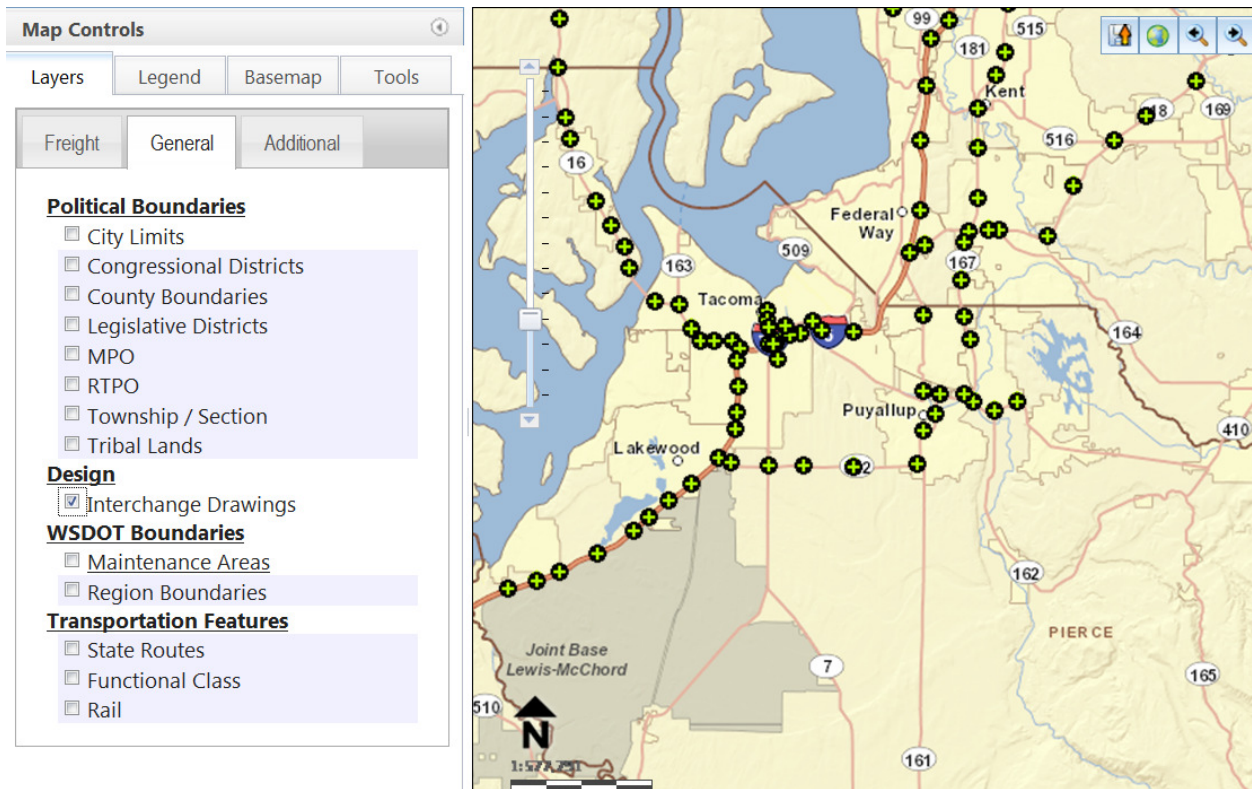 Map Controls
Layers
Legend
Basemap
Tools
Freight
General
Additional
Political Boundaries
City Limits
Congressional Districts
County Boundaries
Legislative Districts
MPO
RTPO
Township / Section
Tribal Lands
Design
Interchange Drawings
WSDOT Boundaries
Maintenance Areas
Region Boundaries
Transportation Features
State Routes
Functional Class
Rail
99
515
181
Kent
18
169
516
16
Federal
Way
509
163
167
Tacoma
5
164
Puyallup
410
Lakewood
162
PIERCE
Joint Base
Lewis-McChord
7
165
510
N
161